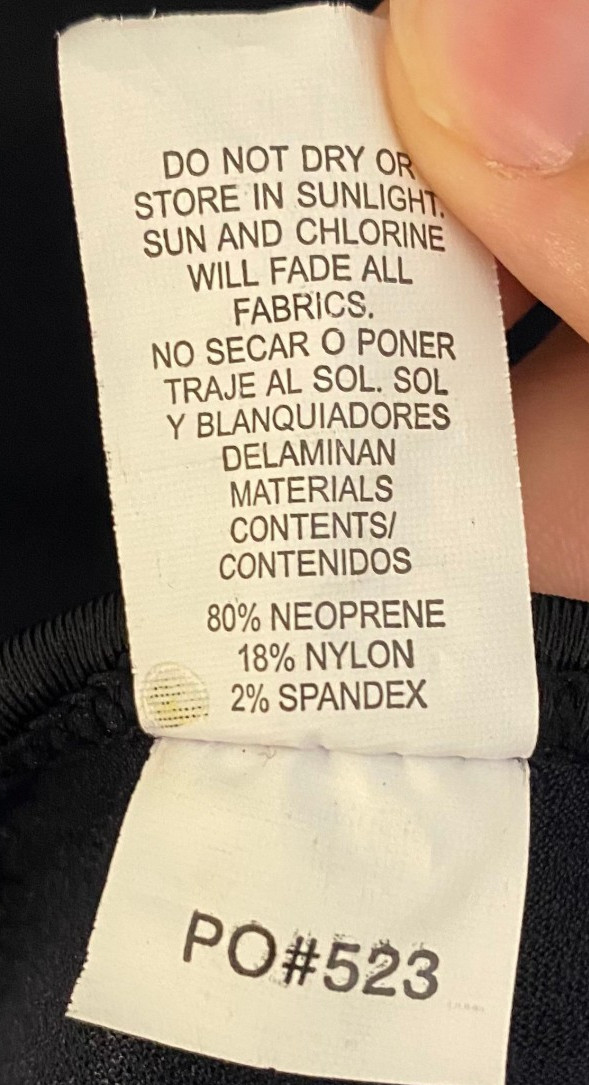 DO NOT DRY OR
STORE IN SUNLIGHT.
SUN AND CHLORINE
WILL FADE ALL
FABRICS.
NO SECAR O PONER
TRAJE AL SOL. SOL
Y BLANQUIADORES
DELAMINAN
MATERIALS
CONTENTS/
CONTENIDOS
80% NEOPRENE
18% NYLON
2% SPANDEX
PO#523